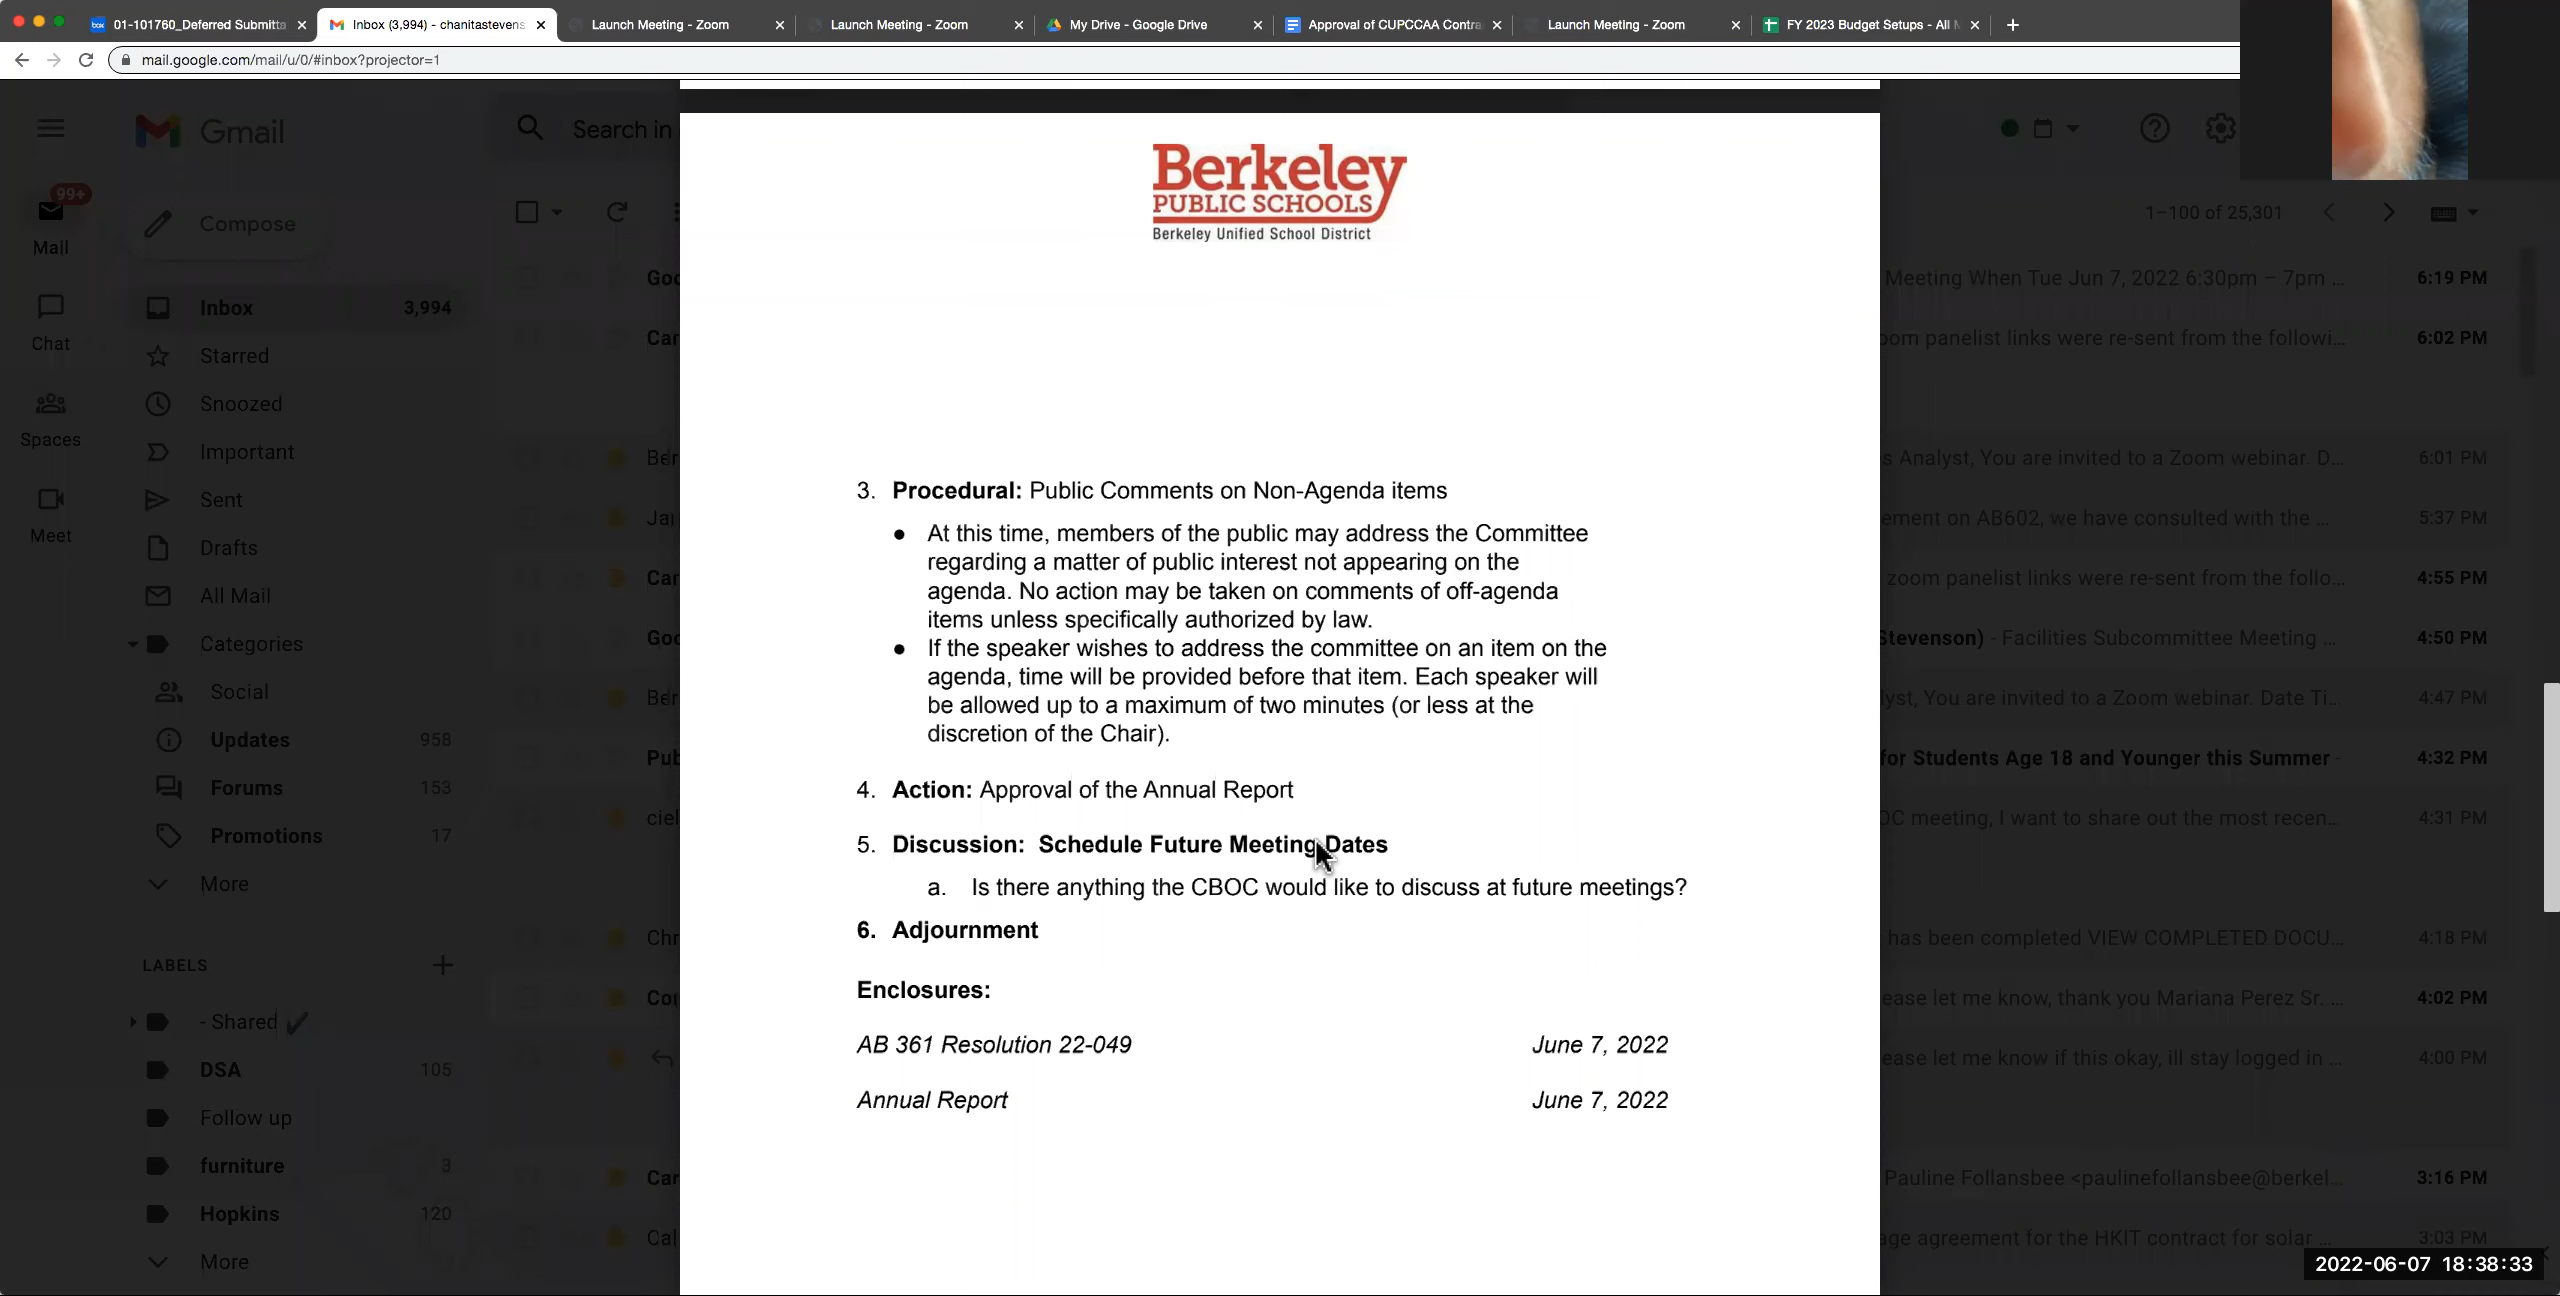 01-101760_Deferred Submitta
Inbox (3,994) - chanitastevens
Launch Meeting - Zoom
Launch Meeting - Zoom
My Drive - Google Drive
Approval of CUPCCAA Contra
Launch Meeting - Zoom
FY 2023 Budget Setups - All
mail.google.com/mail/u/0/#inbox?projector=1
Gmail
Search in
99+
Mail
Chat
Spaces
Meet
Compose
Inbox 3,994
Starred
Snoozed
Important
Sent
Drafts
All Mail
Categories
Social
Updates 958
Forums 153
Promotions 17
More
LABELS
- Shared
DSA 105
Follow up
furniture 3
Hopkins 120
More
Berkeley
PUBLIC SCHOOLS
Berkeley Unified School District
3. Procedural: Public Comments on Non-Agenda items
● At this time, members of the public may address the Committee
regarding a matter of public interest not appearing on the
agenda. No action may be taken on comments of off-agenda
items unless specifically authorized by law.
● If the speaker wishes to address the committee on an item on the
agenda, time will be provided before that item. Each speaker will
be allowed up to a maximum of two minutes (or less at the
discretion of the Chair).
4. Action: Approval of the Annual Report
5. Discussion: Schedule Future Meeting Dates
a. Is there anything the CBOC would like to discuss at future meetings?
6. Adjournment
Enclosures:
AB 361 Resolution 22-049 June 7, 2022
Annual Report June 7, 2022
1–100 of 25,301
Meeting When Tue Jun 7, 2022 6:30pm – 7pm ... 6:19 PM
oom panelist links were re-sent from the followi... 6:02 PM
s Analyst, You are invited to a Zoom webinar. D... 6:01 PM
ement on AB602, we have consulted with the ... 5:37 PM
zoom panelist links were re-sent from the follo... 4:55 PM
Stevenson) - Facilities Subcommittee Meeting ... 4:50 PM
lyst, You are invited to a Zoom webinar. Date Ti... 4:47 PM
for Students Age 18 and Younger this Summer - 4:32 PM
OC meeting, I want to share out the most recen... 4:31 PM
has been completed VIEW COMPLETED DOCU... 4:18 PM
ease let me know, thank you Mariana Perez Sr. ... 4:02 PM
ease let me know if this okay, ill stay logged in ... 4:00 PM
Pauline Follansbee <paulinefollansbee@berkel... 3:16 PM
age agreement for the HKIT contract for solar ... 3:03 PM
2022-06-07 18:38:33